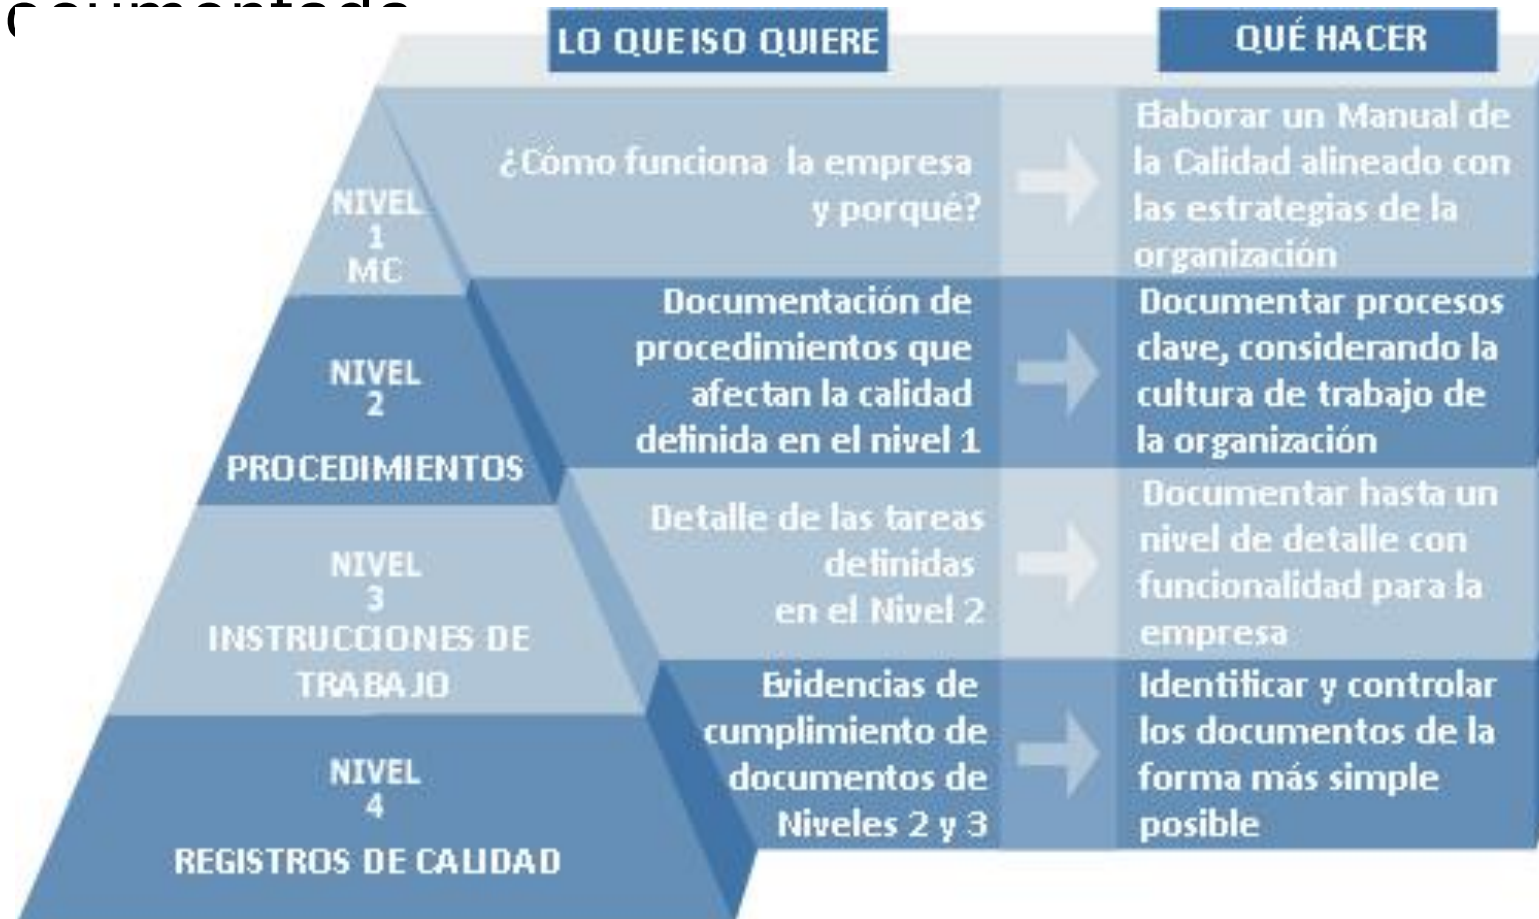 LO QUE ISO QUIERE
QUÉ HACER
NIVEL
1
MC
¿Cómo funciona la empresa
y porqué?
Elaborar un Manual de
la Calidad alineado con
las estrategias de la
organización
NIVEL
2
PROCEDIMIENTOS
Documentación de
procedimientos que
afectan la calidad
definida en el nivel 1
Documentar procesos
clave, considerando la
cultura de trabajo de
la organización
NIVEL
3
INSTRUCCIONES DE
TRABAJO
Detalle de las tareas
definidas
en el Nivel 2
Documentar hasta un
nivel de detalle con
funcionalidad para la
empresa
NIVEL
4
REGISTROS DE CALIDAD
Evidencias de
cumplimiento de
documentos de
Niveles 2 y 3
Identificar y controlar
los documentos de la
forma más simple
posible